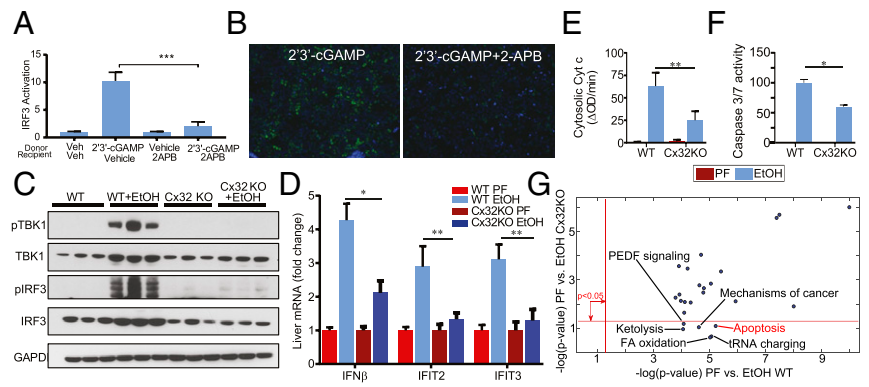 A
IRF3 Activation
15
10
5
0
***
Donor Veh 2'3'-cGAMP Vehicle 2'3'-cGAMP
Recipient Veh Vehicle 2APB 2APB
B
2'3'-cGAMP
2'3'-cGAMP+2-APB
E
Cytosolic Cyt c
(ΔOD/min)
100
75
50
25
0
**
WT Cx32KO
F
Caspase 3/7 activity
150
100
50
0
*
WT Cx32KO
PF EtOH
C
WT WT+EtOH Cx32 KO Cx32 KO
+EtOH
pTBK1
TBK1
pIRF3
IRF3
GAPD
D
Liver mRNA (fold change)
5
4
3
2
1
0
WT PF
WT EtOH
Cx32KO PF
Cx32KO EtOH
*
**
**
IFNβ IFIT2 IFIT3
G
-log(p-value) PF vs. EtOH Cx32KO
5
3
1
PEDF signaling
p<0.05
Mechanisms of cancer
Ketolysis
Apoptosis
FA oxidation
tRNA charging
1 3 5 7 9
-log(p-value) PF vs. EtOH WT